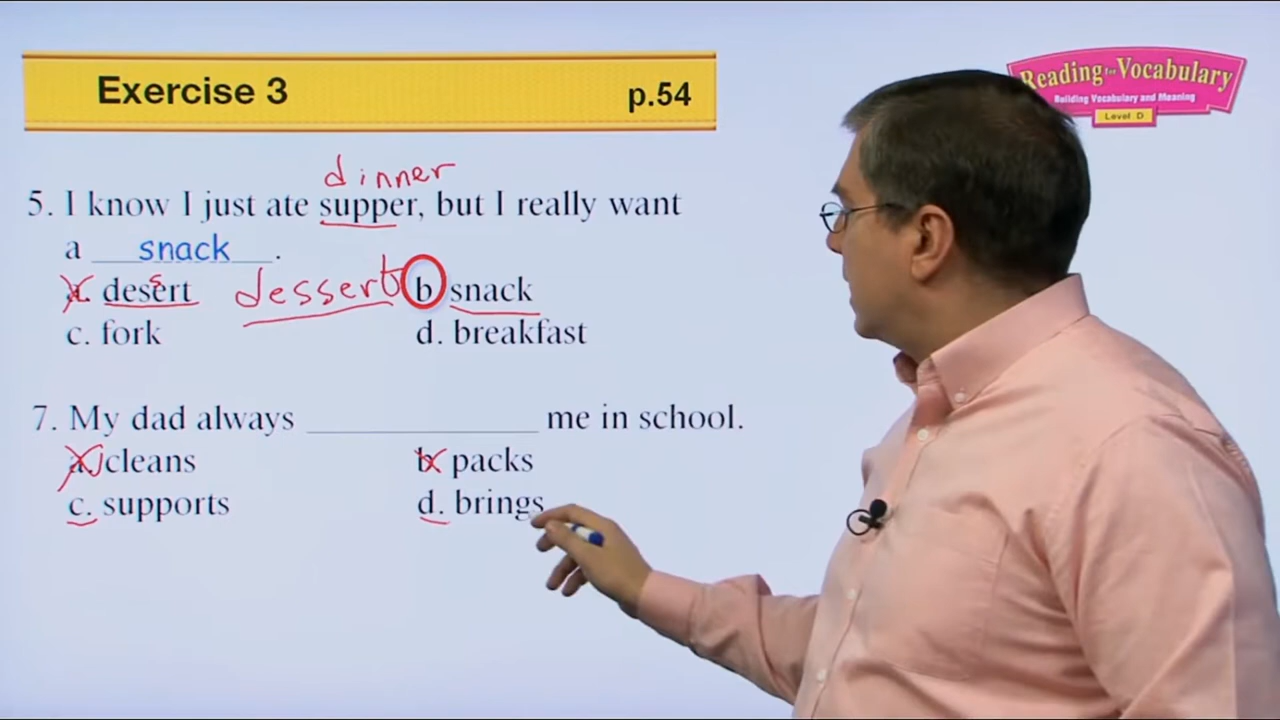 Exercise 3
p.54
Reading for Vocabulary
Building Vocabulary and Meaning
Level D
dinner
5. I know I just ate supper, but I really want
a snack.
a. desert s dessert b snack
c. fork d. breakfast
7. My dad always ____________ me in school.
a. cleans b. packs
c. supports d. brings